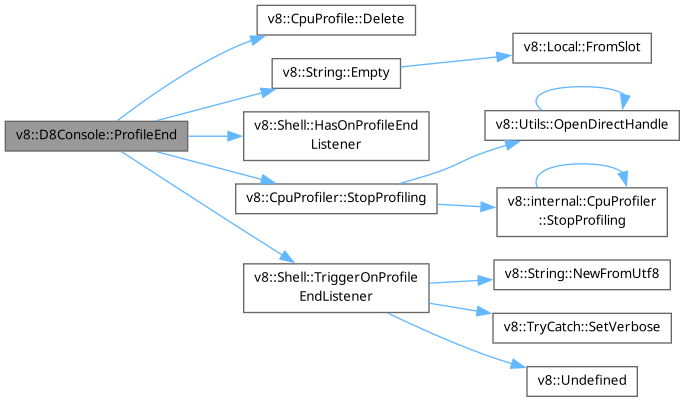 v8::CpuProfile::Delete
v8::Local::FromSlot
v8::String::Empty
v8::Shell::HasOnProfileEnd
Listener
v8::Utils::OpenDirectHandle
v8::D8Console::ProfileEnd
v8::CpuProfiler::StopProfiling
v8::internal::CpuProfiler
::StopProfiling
v8::Shell::TriggerOnProfile
EndListener
v8::String::NewFromUtf8
v8::TryCatch::SetVerbose
v8::Undefined